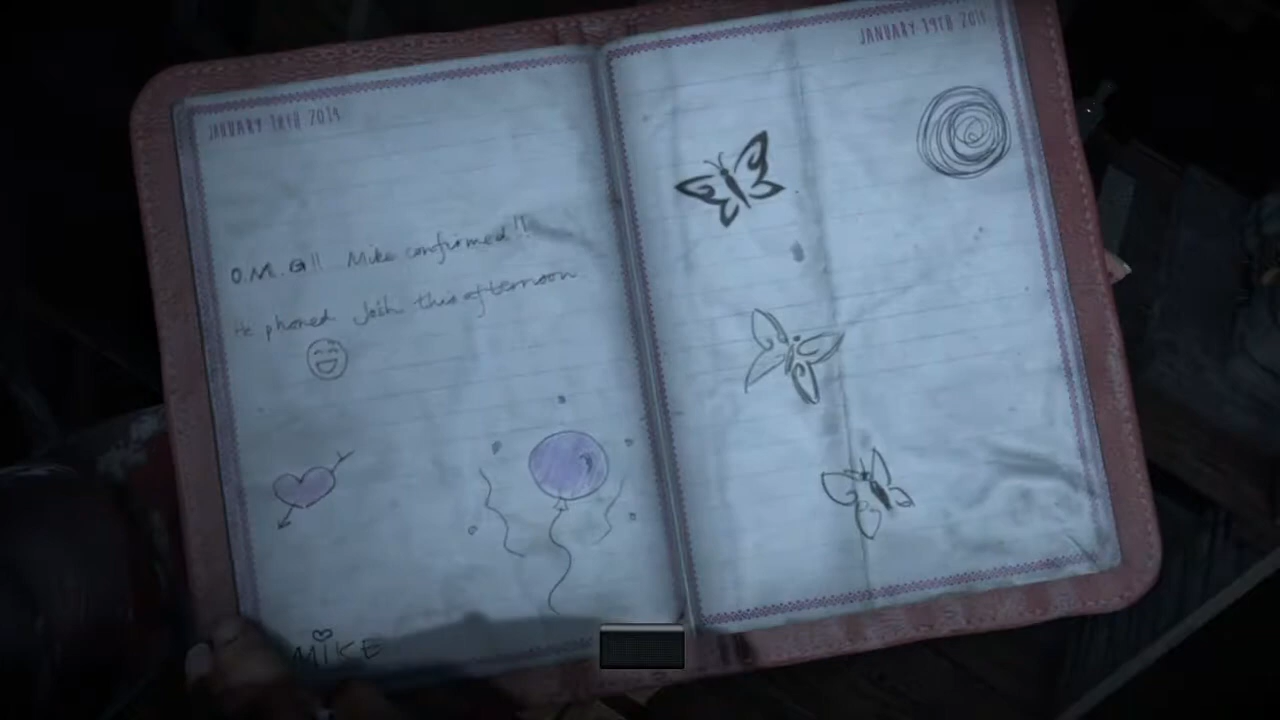 JANUARY 18TH 2014
O.M.G!! Mike confirmed!!
He phoned Josh this afternoon
MIKE
JANUARY 19TH 2014